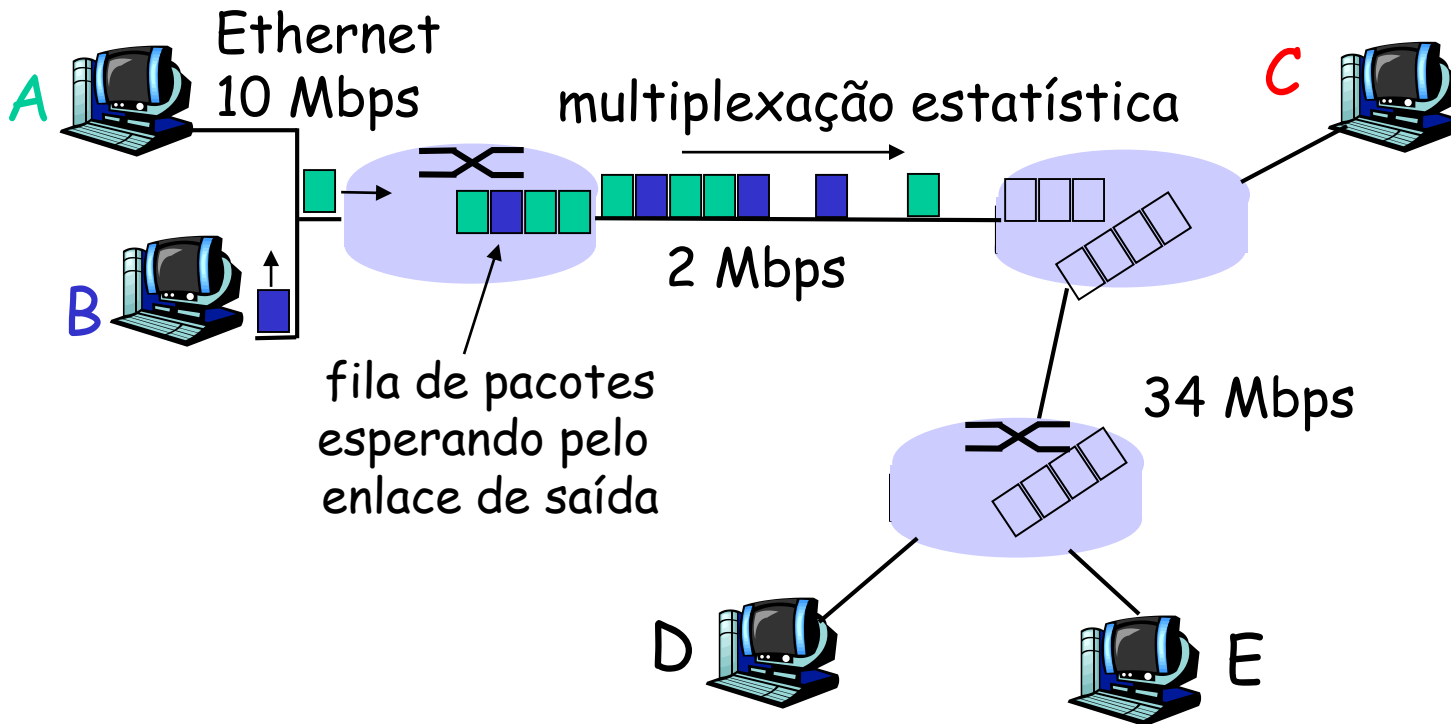 Ethernet
10 Mbps
A
multiplexação estatística
C
B
2 Mbps
fila de pacotes
esperando pelo
enlace de saída
34 Mbps
D
E